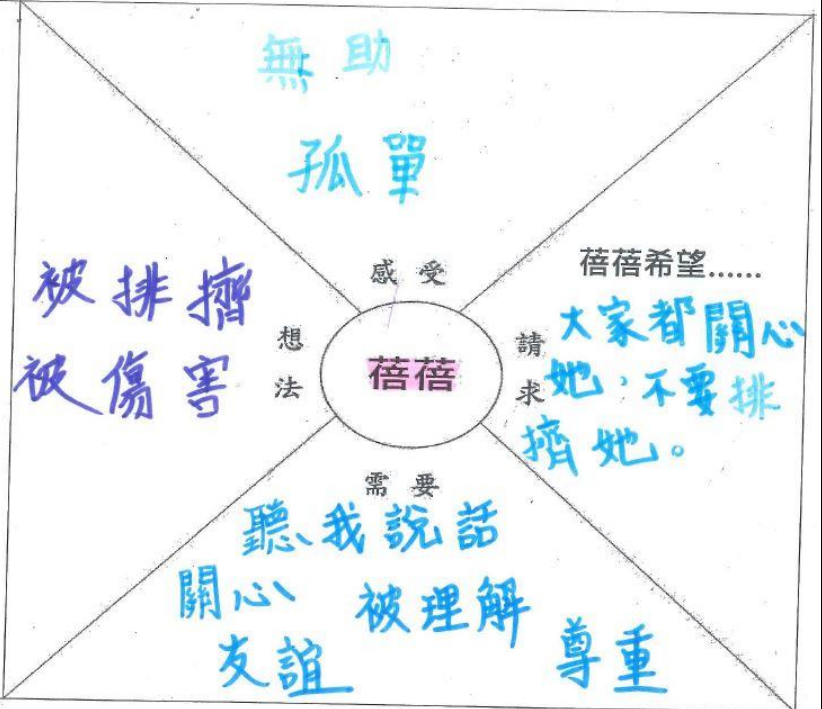 無助
孤單
感受
被排擠
被傷害
想法
蓓蓓
蓓蓓希望......
請求
大家都關心
她，不要排
擠她。
需要
聽我說話
關心 被理解
友誼 尊重